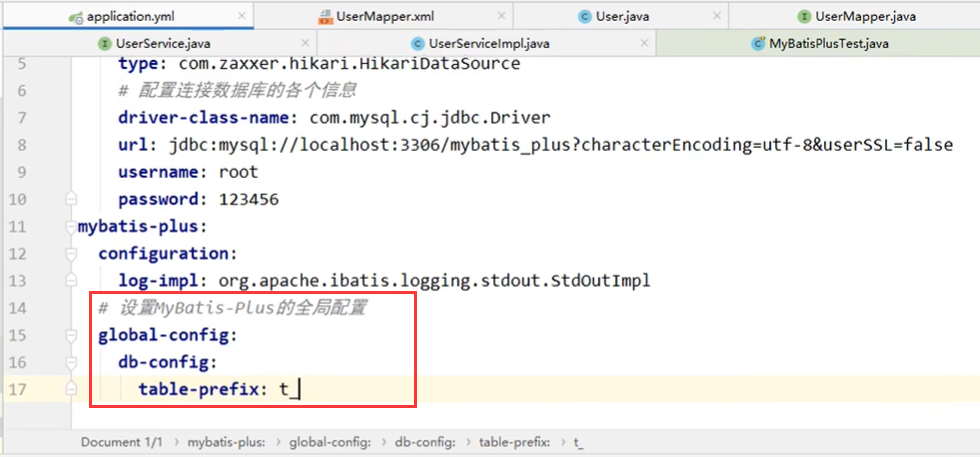 application.yml
UserMapper.xml
User.java
UserMapper.java
UserService.java
UserServiceImpl.java
MyBatisPlusTest.java
5 type: com.zaxxer.hikari.HikariDataSource
6 # 配置连接数据库的各个信息
7 driver-class-name: com.mysql.cj.jdbc.Driver
8 url: jdbc:mysql://localhost:3306/mybatis_plus?characterEncoding=utf-8&userSSL=false
9 username: root
10 password: 123456
11 mybatis-plus:
12 configuration:
13 log-impl: org.apache.ibatis.logging.stdout.StdOutImpl
14 # 设置MyBatis-Plus的全局配置
15 global-config:
16 db-config:
17 table-prefix: t_
Document 1/1 › mybatis-plus: › global-config: › db-config: › table-prefix: › t_